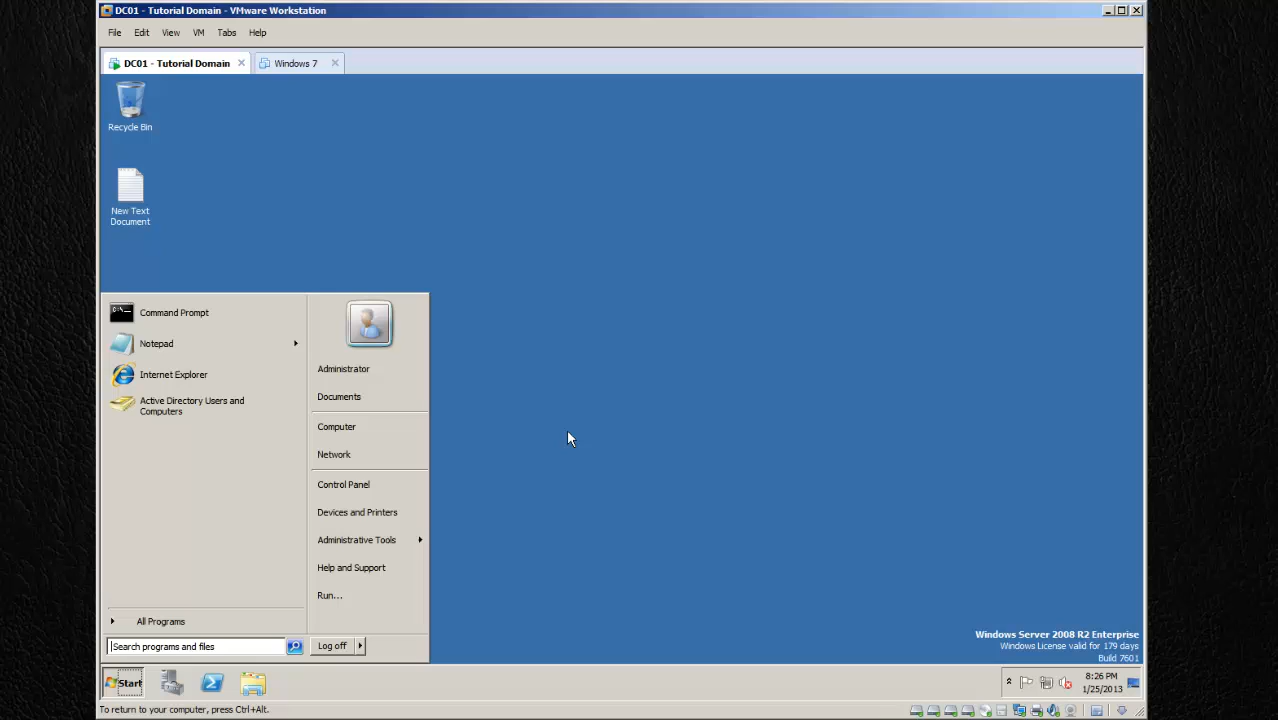 DC01 - Tutorial Domain - VMware Workstation
File Edit View VM Tabs Help
DC01 - Tutorial Domain Windows 7
Recycle Bin
New Text
Document
Command Prompt
Notepad
Internet Explorer
Active Directory Users and
Computers
All Programs
Search programs and files
Administrator
Documents
Computer
Network
Control Panel
Devices and Printers
Administrative Tools
Help and Support
Run...
Log off
Windows Server 2008 R2 Enterprise
Windows License valid for 179 days
Build 7601
Start
8:26 PM
1/25/2013
To return to your computer, press Ctrl+Alt.